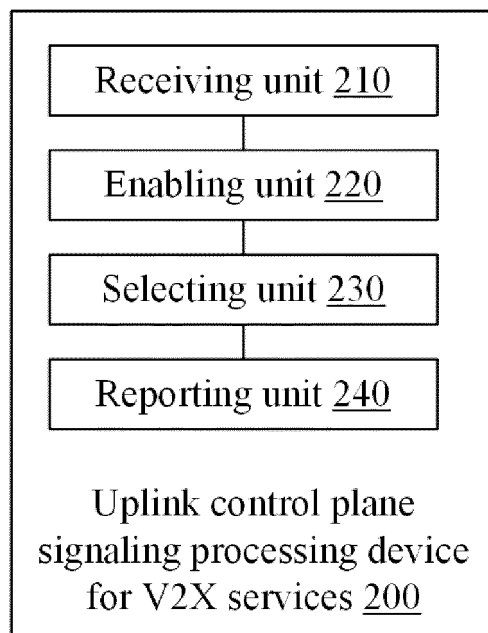 Receiving unit 210
Enabling unit 220
Selecting unit 230
Reporting unit 240
Uplink control plane
signaling processing device
for V2X services 200